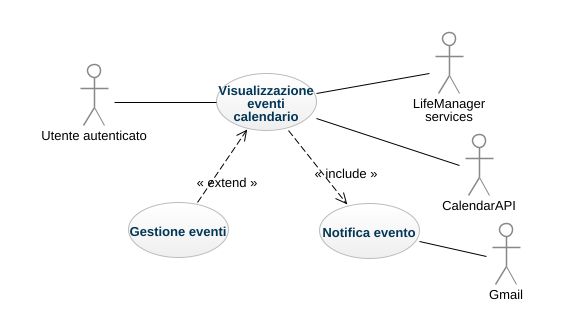 Visualizzazione
eventi
calendario
Utente autenticato
LifeManager
services
« extend »
« include »
CalendarAPI
Gestione eventi
Notifica evento
Gmail